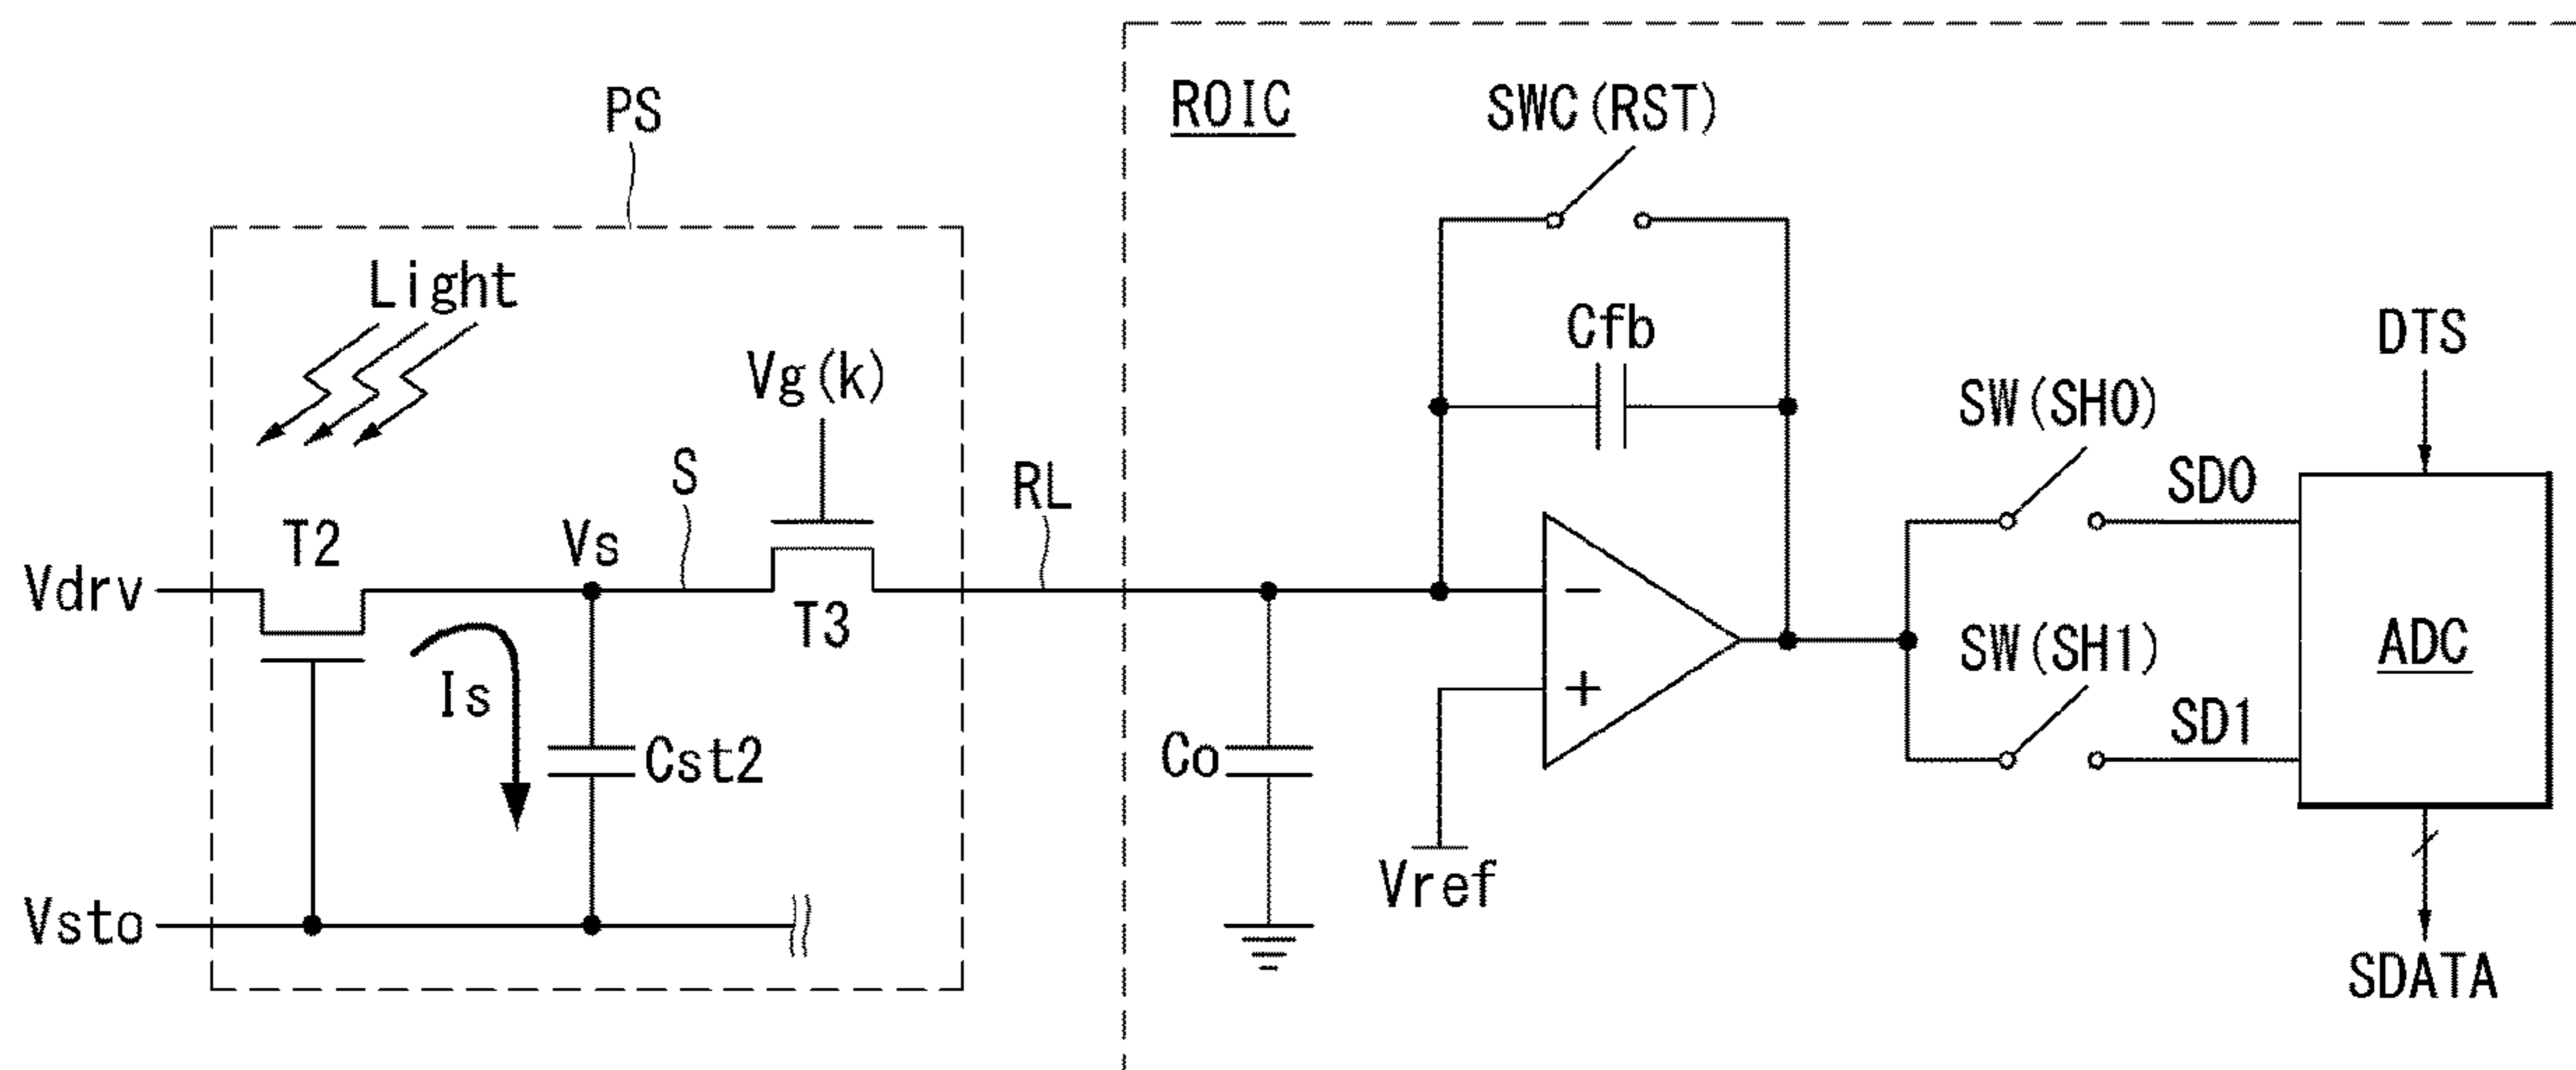 PS
ROIC
SWC(RST)
Light
Cfb
DTS
Vg(k)
SW(SH0)
S
RL
SD0
T2
Vs
Vdrv
T3
−
ADC
Is
+
SW(SH1)
SD1
Cst2
Co
Vref
Vsto
SDATA